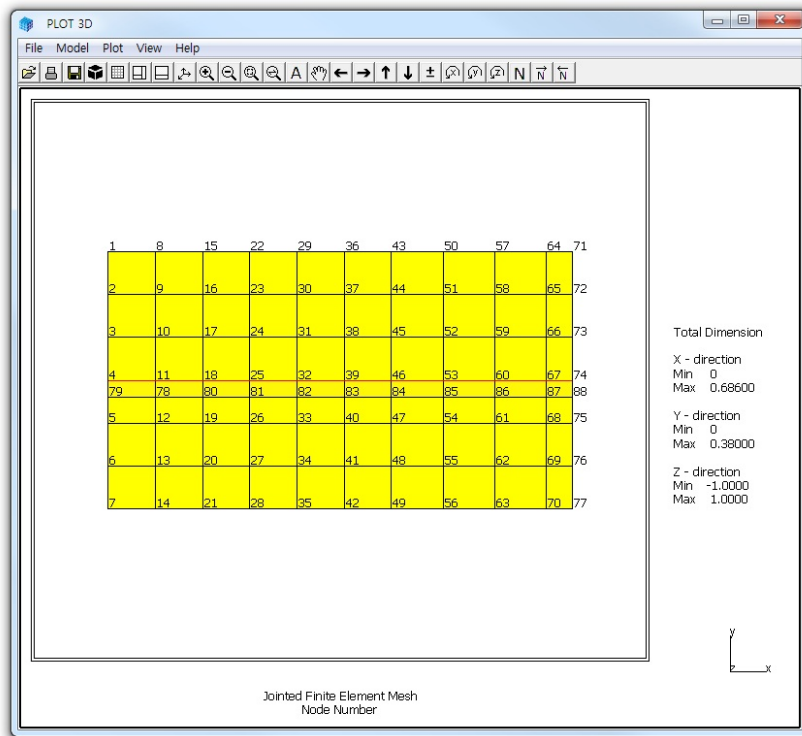 PLOT 3D
File Model Plot View Help
A N N N
1 8 15 22 29 36 43 50 57 64 71
2 9 16 23 30 37 44 51 58 65 72
3 10 17 24 31 38 45 52 59 66 73
4 11 18 25 32 39 46 53 60 67 74
79 78 80 81 82 83 84 85 86 87 88
5 12 19 26 33 40 47 54 61 68 75
6 13 20 27 34 41 48 55 62 69 76
7 14 21 28 35 42 49 56 63 70 77
Total Dimension
X - direction
Min 0
Max 0.68600
Y - direction
Min 0
Max 0.38000
Z - direction
Min -1.0000
Max 1.0000
y
z x
Jointed Finite Element Mesh
Node Number